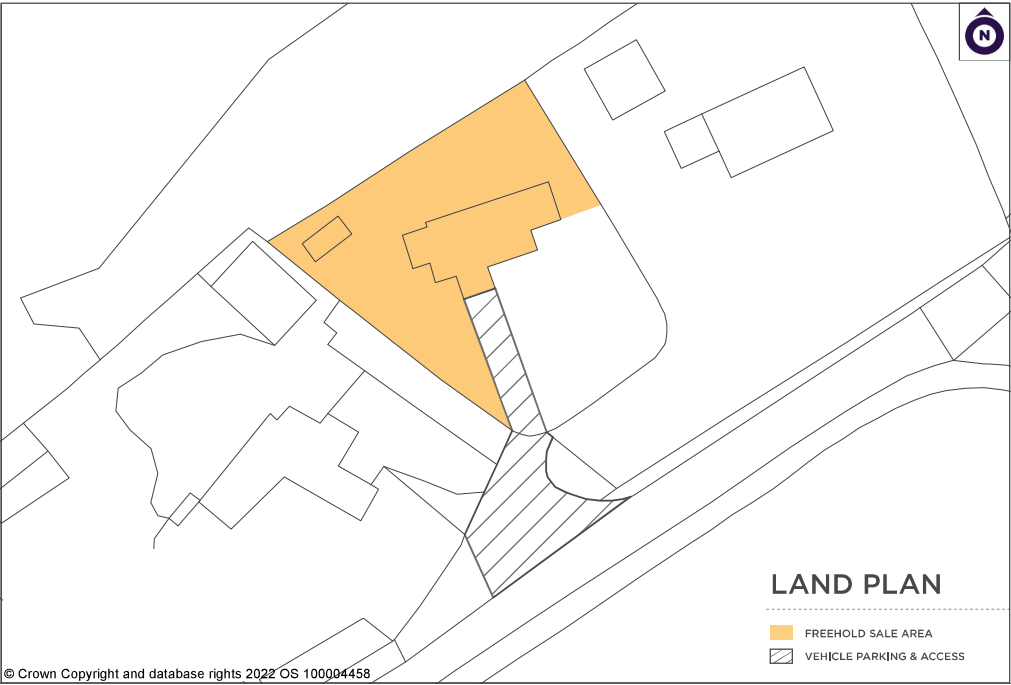 N
LAND PLAN
FREEHOLD SALE AREA
VEHICLE PARKING & ACCESS
© Crown Copyright and database rights 2022 OS 100004458